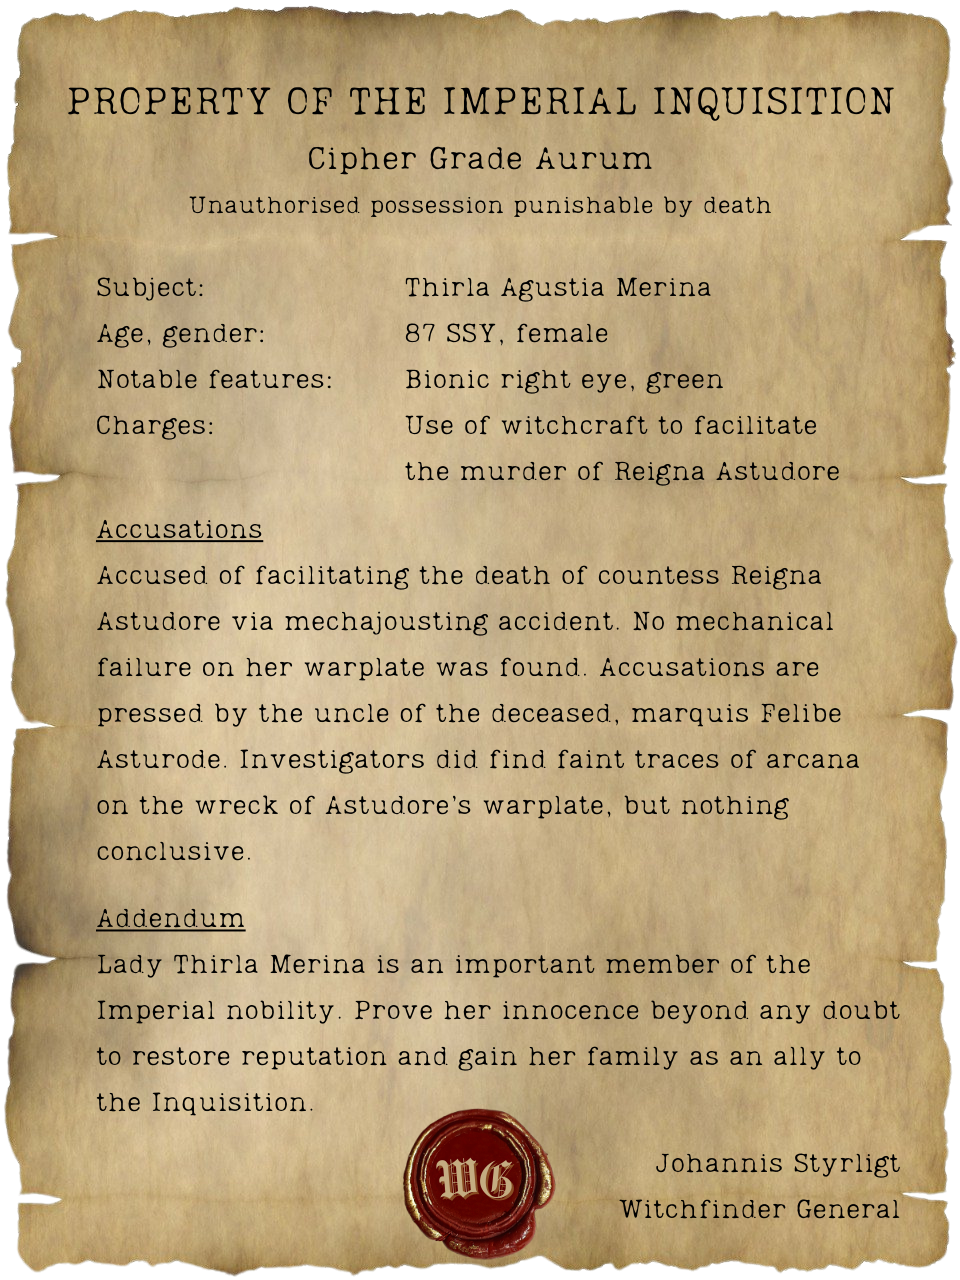 PROPERTY OF THE IMPERIAL INQUISITION
Cipher Grade Aurum
Unauthorised possession punishable by death
Subject: Thirla Agustia Merina
Age, gender: 87 SSY, female
Notable features: Bionic right eye, green
Charges: Use of witchcraft to facilitate
the murder of Reigna Astudore
Accusations
Accused of facilitating the death of countess Reigna
Astudore via mechajousting accident. No mechanical
failure on her warplate was found. Accusations are
pressed by the uncle of the deceased, marquis Felibe
Asturode. Investigators did find faint traces of arcana
on the wreck of Astudore's warplate, but nothing
conclusive.
Addendum
Lady Thirla Merina is an important member of the
Imperial nobility. Prove her innocence beyond any doubt
to restore reputation and gain her family as an ally to
the Inquisition.
WG
Johannis Styrligt
Witchfinder General